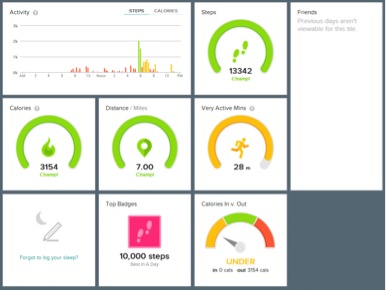 Activity
STEPS
CALORIES
3k
2k
1k
0k
AM 2 4 6 8 10 Noon 2 4 6 8 10 PM
Steps
13342
Champ!
Friends
Previous days aren't
viewable for this tile
Calories
3154
Champ!
Distance / Miles
7.00
Champ!
Very Active Mins
28 m
Forgot to log your sleep?
Top Badges
10,000 steps
Best In A Day
Calories In v. Out
UNDER
in 0 cals out 3154 cals